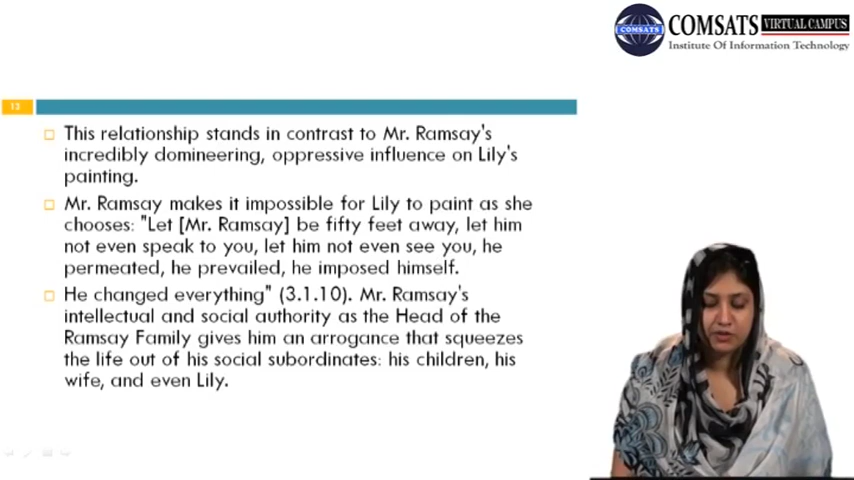 COMSATS
COMSATS VIRTUAL CAMPUS
Institute Of Information Technology
13
This relationship stands in contrast to Mr. Ramsay's
incredibly domineering, oppressive influence on Lily's
painting.
Mr. Ramsay makes it impossible for Lily to paint as she
chooses: "Let [Mr. Ramsay] be fifty feet away, let him
not even speak to you, let him not even see you, he
permeated, he prevailed, he imposed himself.
He changed everything" (3.1.10). Mr. Ramsay's
intellectual and social authority as the Head of the
Ramsay Family gives him an arrogance that squeezes
the life out of his social subordinates: his children, his
wife, and even Lily.